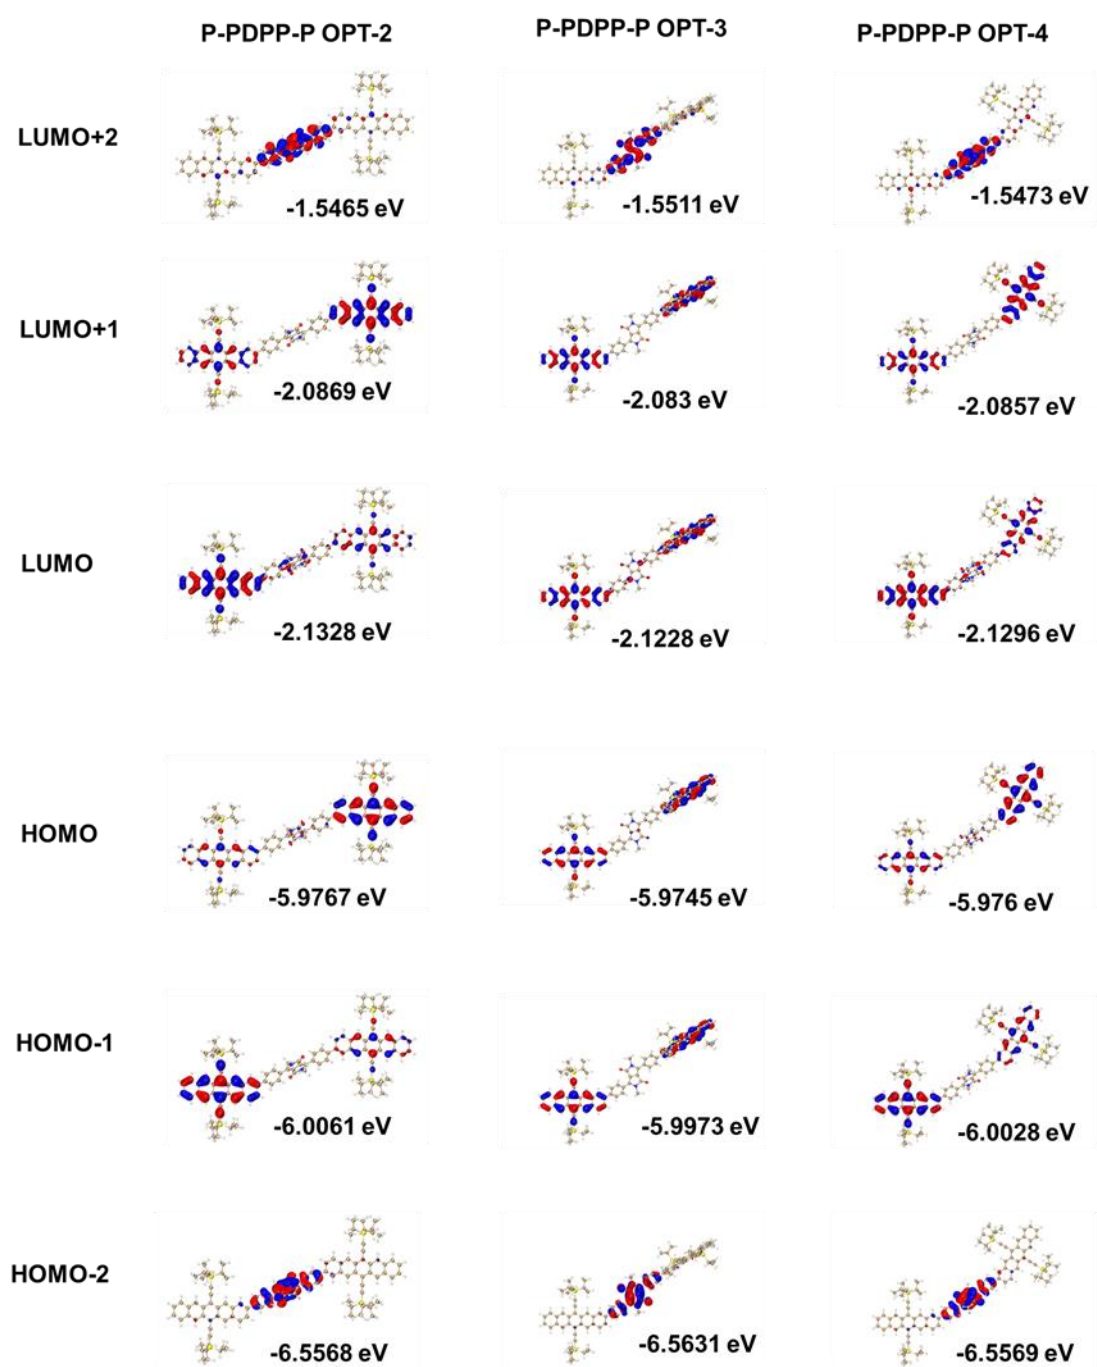 P-PDPP-P OPT-2 P-PDPP-P OPT-3 P-PDPP-P OPT-4
LUMO+2
-1.5465 eV -1.5511 eV -1.5473 eV
LUMO+1
-2.0869 eV -2.083 eV -2.0857 eV
LUMO
-2.1328 eV -2.1228 eV -2.1296 eV
HOMO
-5.9767 eV -5.9745 eV -5.976 eV
HOMO-1
-6.0061 eV -5.9973 eV -6.0028 eV
HOMO-2
-6.5568 eV -6.5631 eV -6.5569 eV